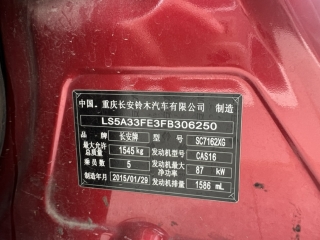 中国．重庆长安铃木汽车有限公司 制造
LS5A33FE3FB306250
品牌 长安牌 型号 SC7162XG
最大允许总质量 1545 kg 发动机型号 CAS16
乘员数 5 发动机最大净功率 87 kW
制造年月 2015/01/29 发动机排量 1586 mL